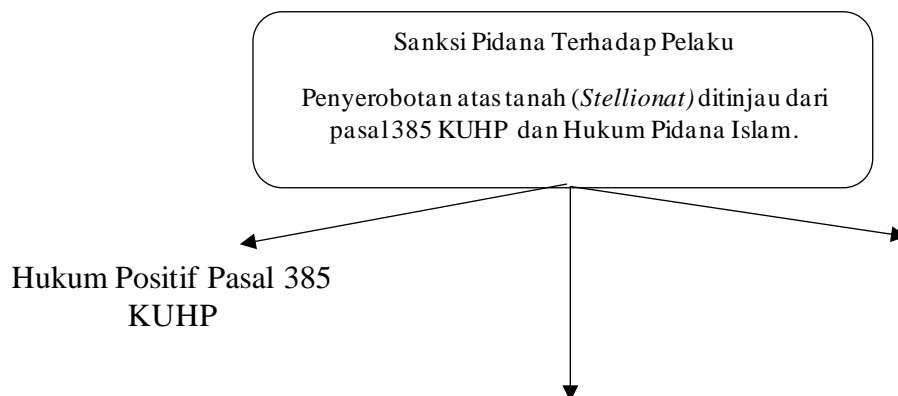 Sanksi Pidana Terhadap Pelaku
Penyerobotan atas tanah (Stellionat) ditinjau dari
pasal 385 KUHP dan Hukum Pidana Islam.
Hukum Positif Pasal 385
KUHP